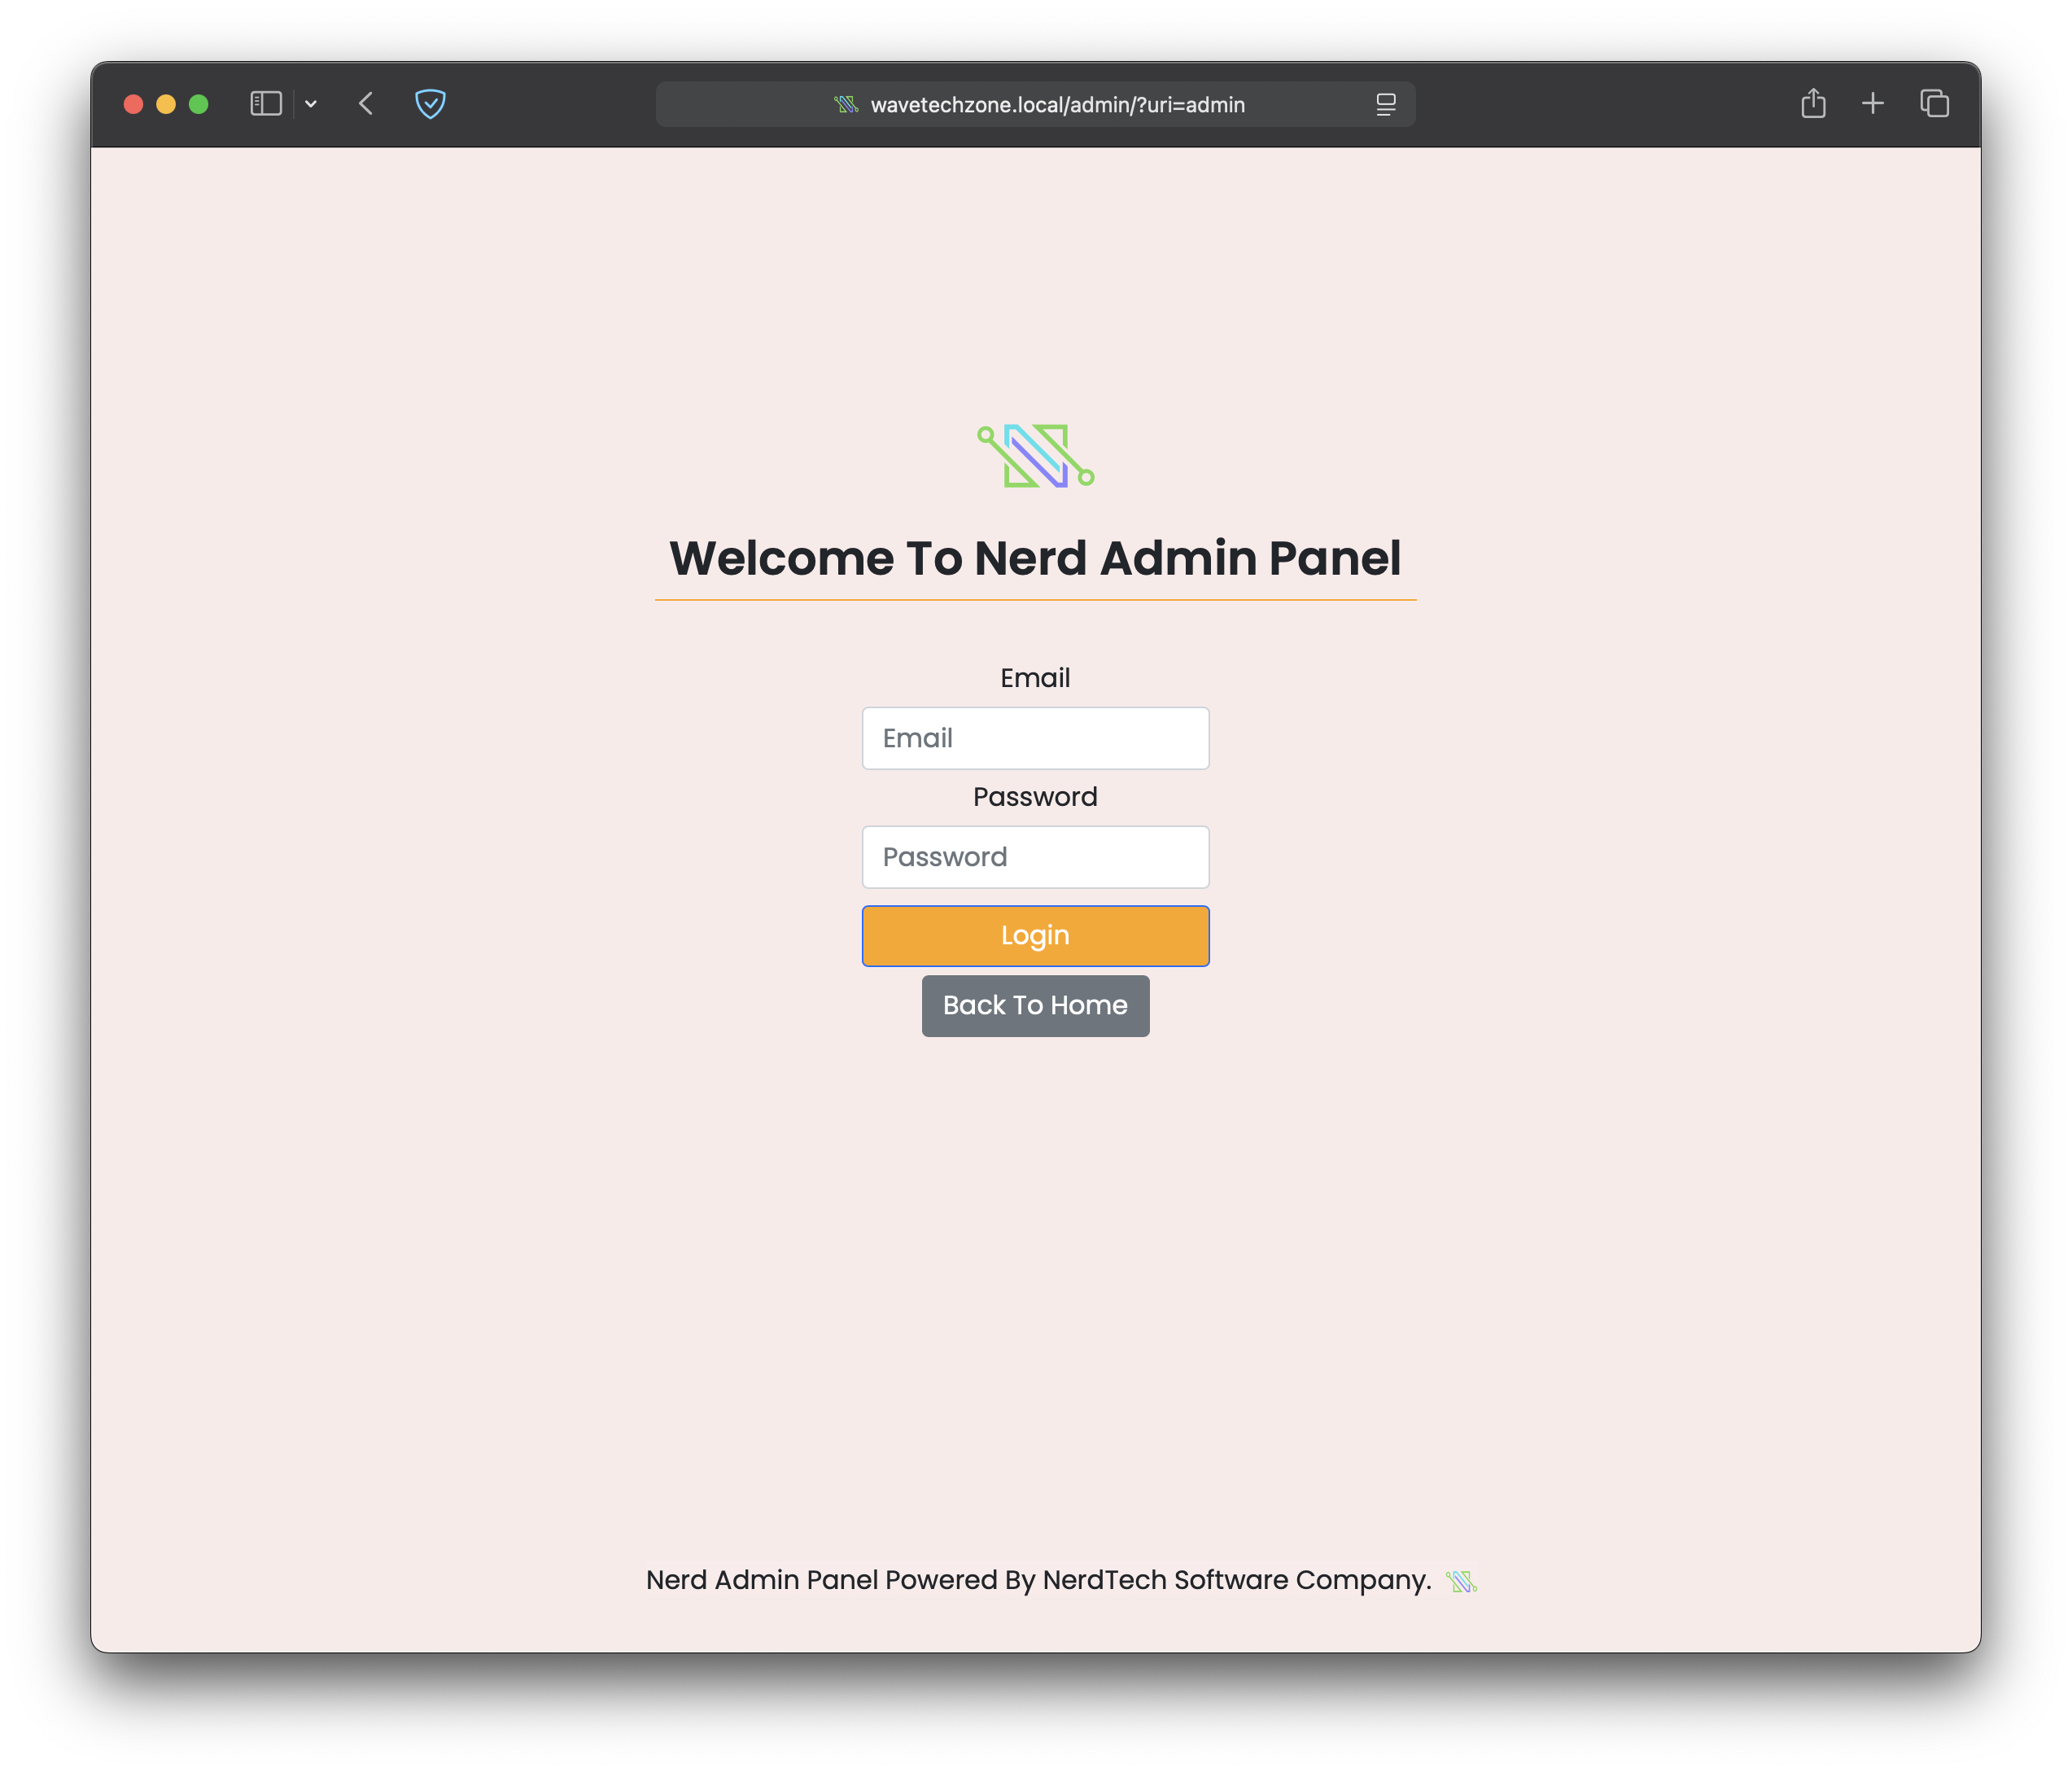 wavetechzone.local/admin/?uri=admin
Welcome To Nerd Admin Panel
Email
Email
Password
Password
Login
Back To Home
Nerd Admin Panel Powered By NerdTech Software Company.